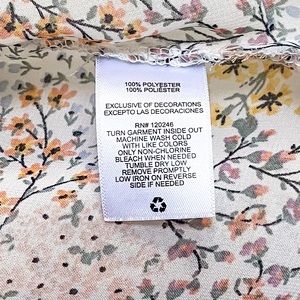 100% POLYESTER
100% POLIÉSTER
EXCLUSIVE OF DECORATIONS
EXCEPTO LAS DECORACIONES
RN# 120246
TURN GARMENT INSIDE OUT
MACHINE WASH COLD
WITH LIKE COLORS
ONLY NON-CHLORINE
BLEACH WHEN NEEDED
TUMBLE DRY LOW
REMOVE PROMPTLY
LOW IRON ON REVERSE
SIDE IF NEEDED